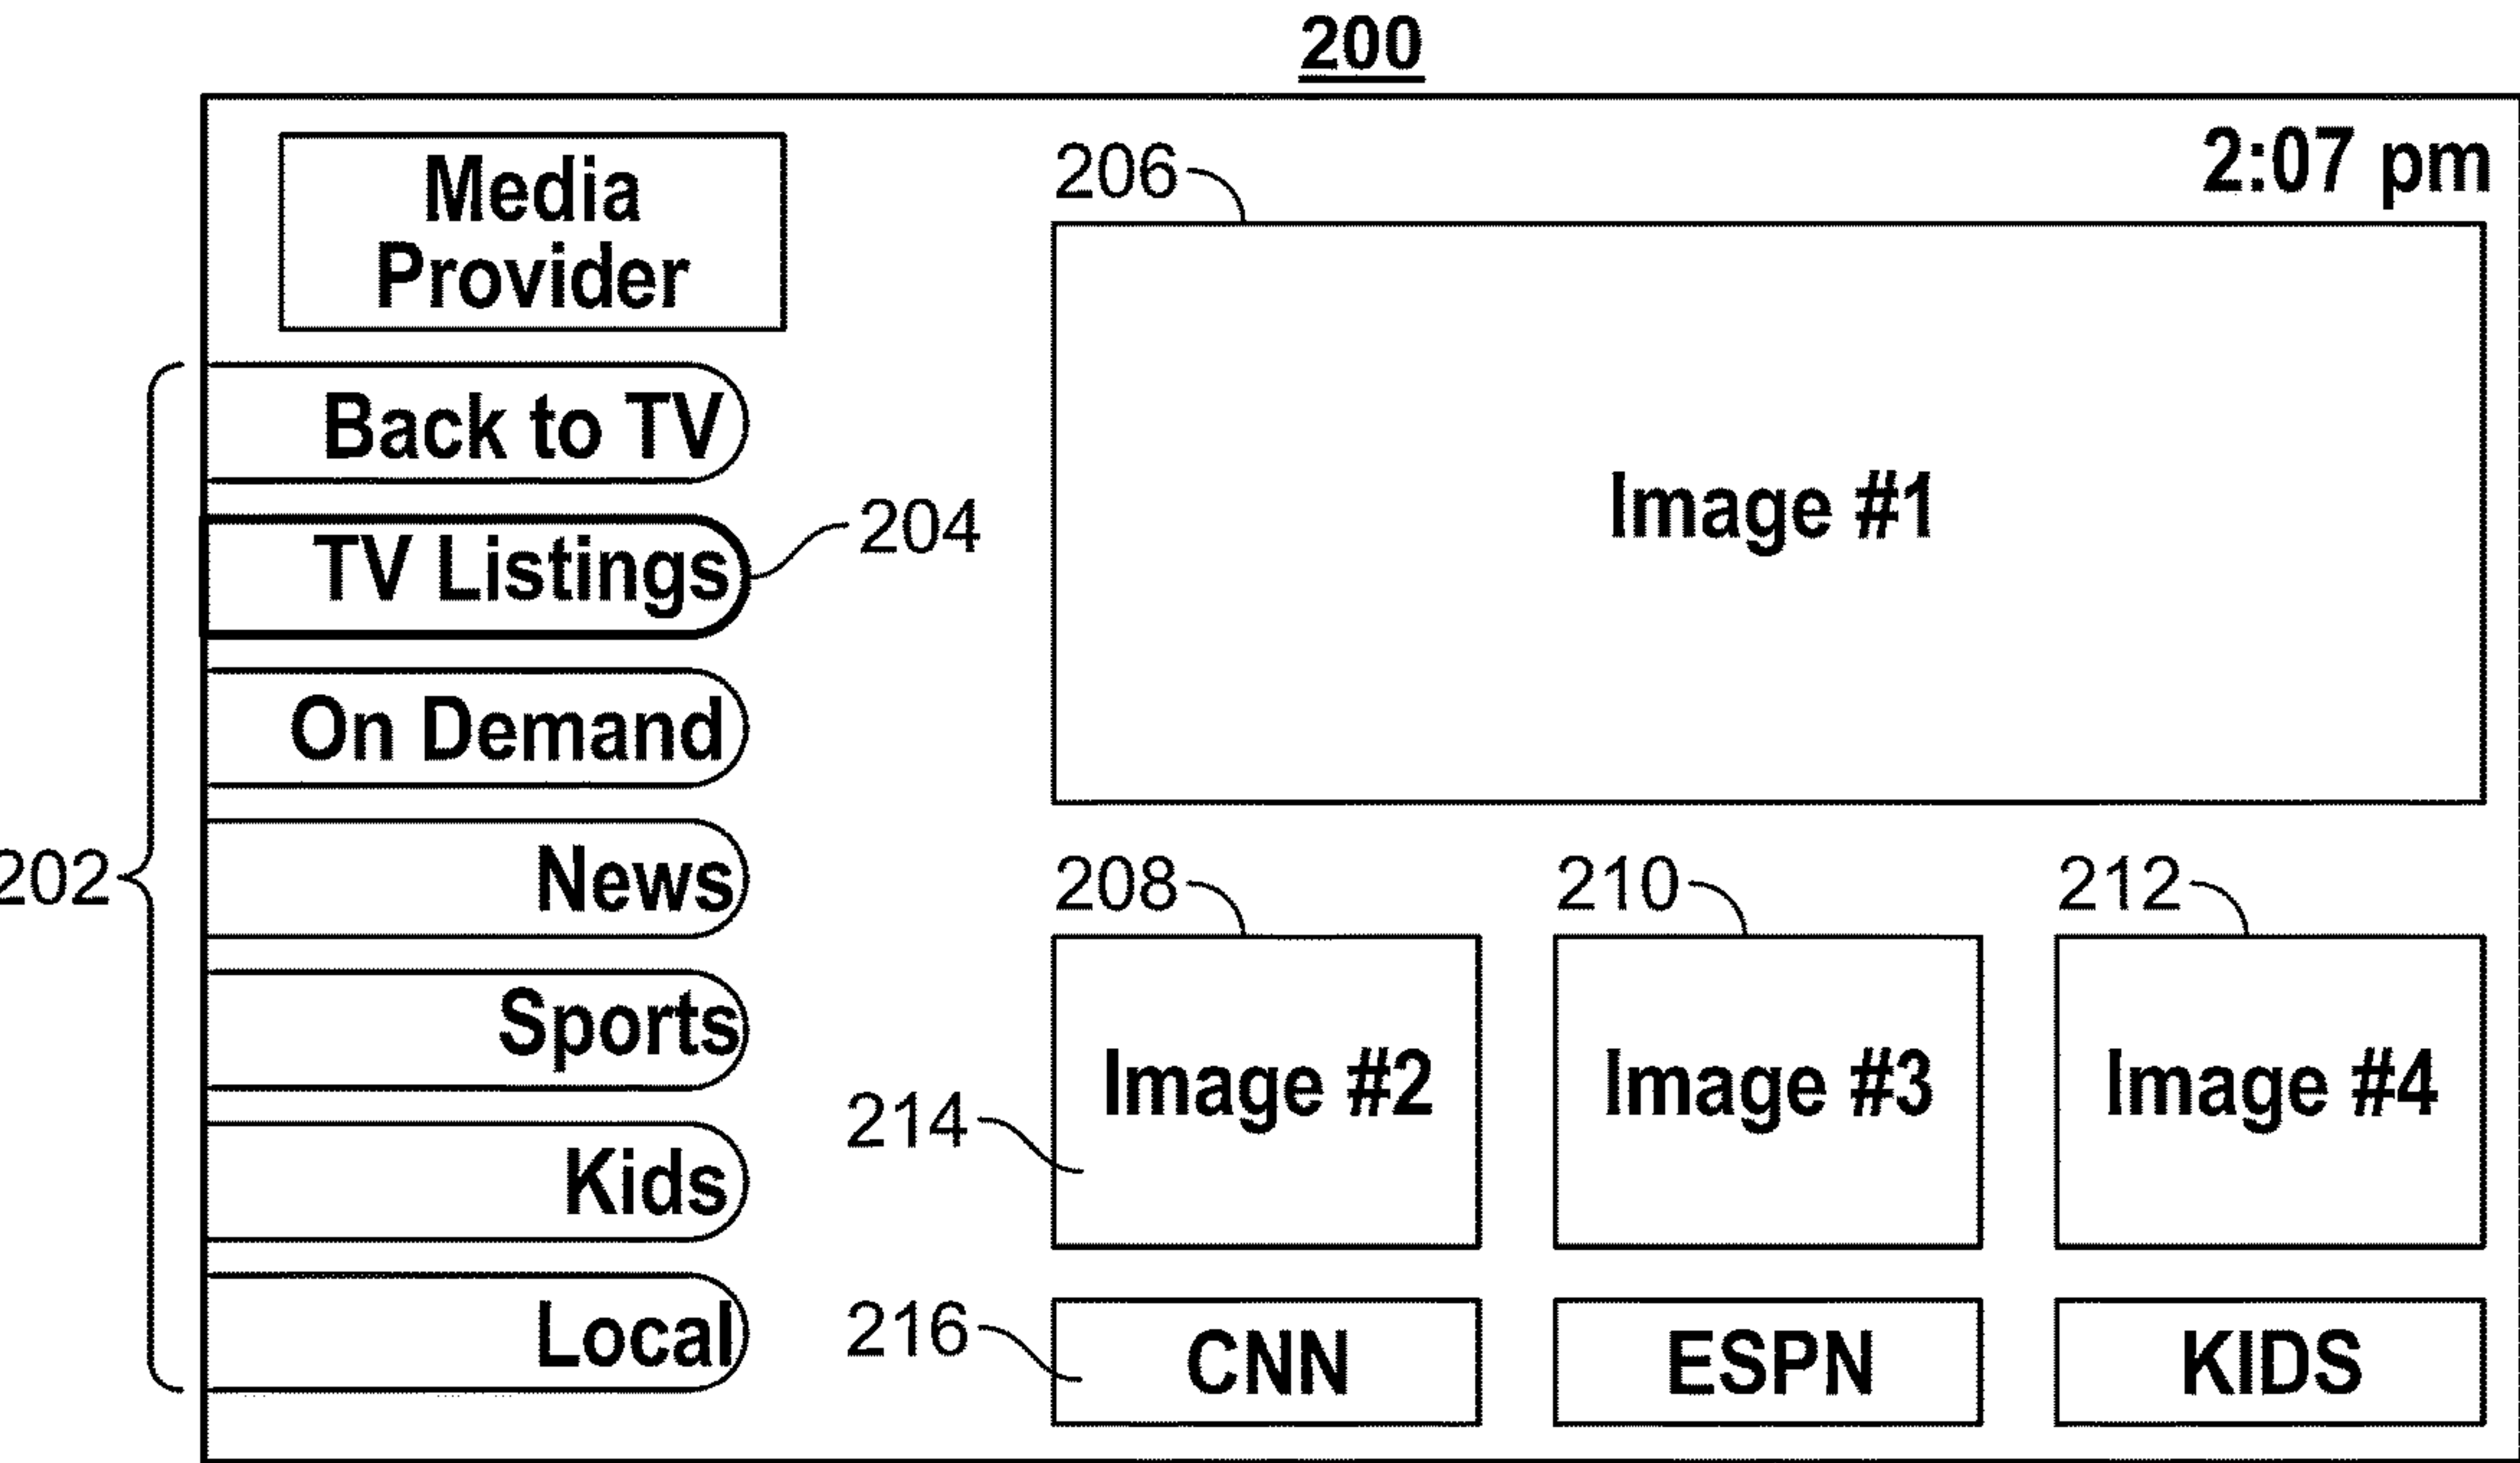 200
Media
Provider
2:07 pm
206
Back to TV
Image #1
TV Listings
204
On Demand
202
News
208
210
212
Sports
Image #2
Image #3
Image #4
214
Kids
Local
216
CNN
ESPN
KIDS